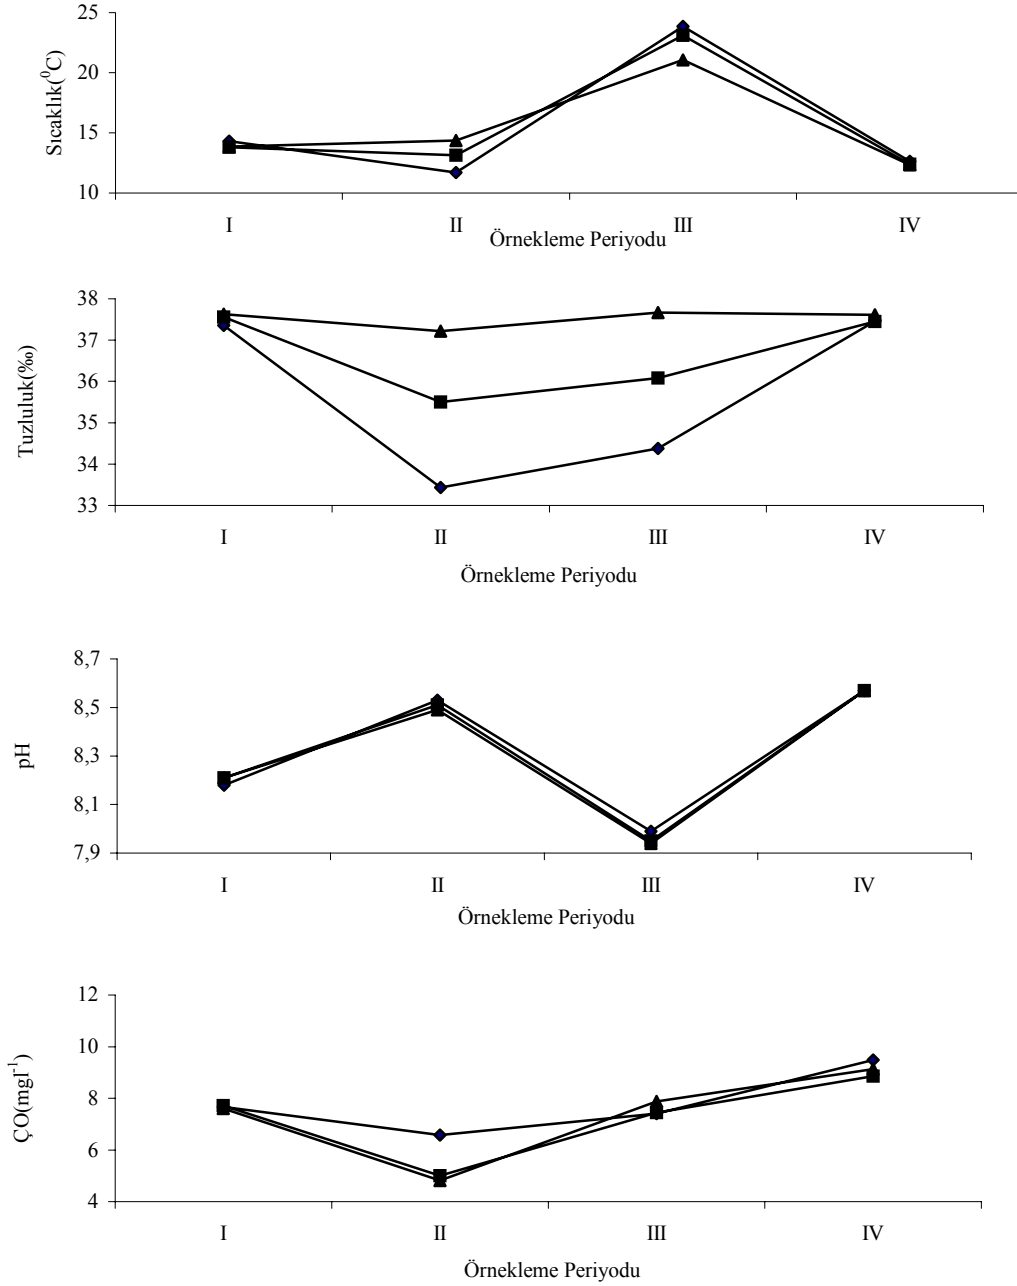 25
20
15
10
Sıcaklık(⁰C)
I II III IV
Örnekleme Periyodu
38
37
36
35
34
33
Tuzluluk(‰)
I II III IV
Örnekleme Periyodu
8,7
8,5
8,3
8,1
7,9
pH
I II III IV
Örnekleme Periyodu
12
10
8
6
4
ÇO(mgl⁻¹)
I II III IV
Örnekleme Periyodu